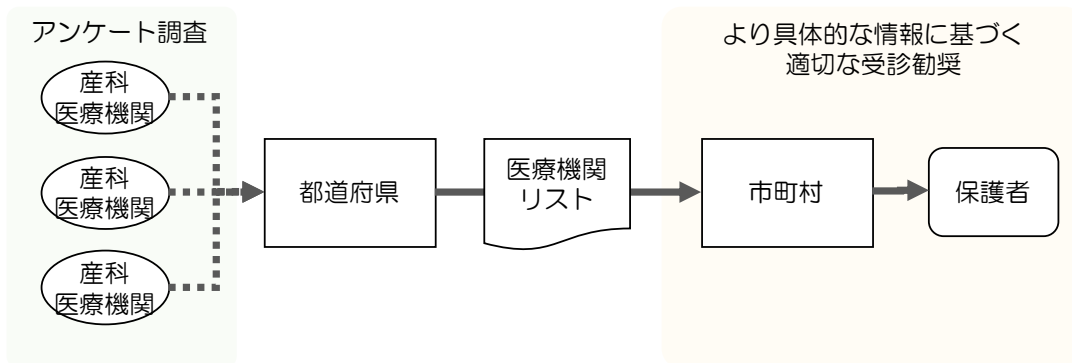 アンケート調査
産科
医療機関
産科
医療機関
産科
医療機関
都道府県
医療機関
リスト
より具体的な情報に基づく
適切な受診勧奨
市町村
保護者